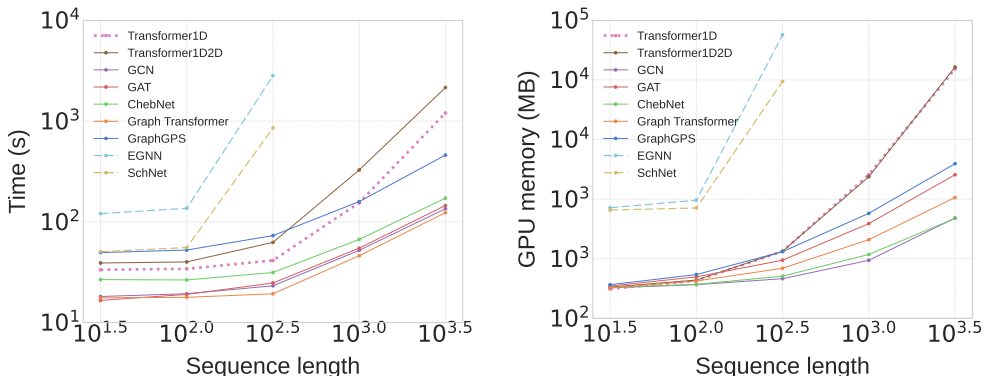 10^4
10^3
10^2
10^1
Time (s)
Transformer1D
Transformer1D2D
GCN
GAT
ChebNet
Graph Transformer
GraphGPS
EGNN
SchNet
10^1.5 10^2.0 10^2.5 10^3.0 10^3.5
Sequence length
10^5
10^4
10^4
10^3
10^3
10^2
GPU memory (MB)
Transformer1D
Transformer1D2D
GCN
GAT
ChebNet
Graph Transformer
GraphGPS
EGNN
SchNet
10^1.5 10^2.0 10^2.5 10^3.0 10^3.5
Sequence length